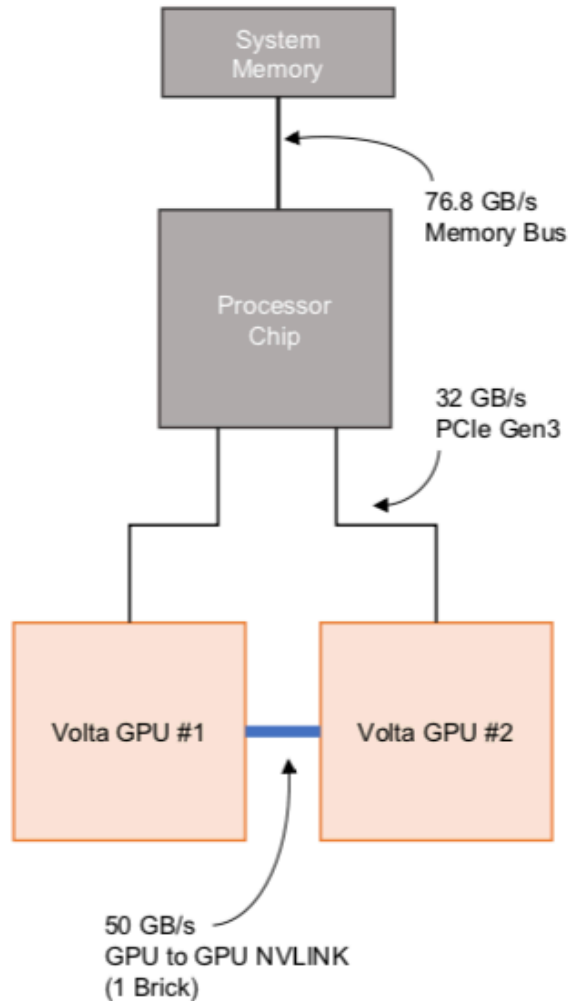 System
Memory
76.8 GB/s
Memory Bus
Processor
Chip
32 GB/s
PCIe Gen3
Volta GPU #1
Volta GPU #2
50 GB/s
GPU to GPU NVLINK
(1 Brick)